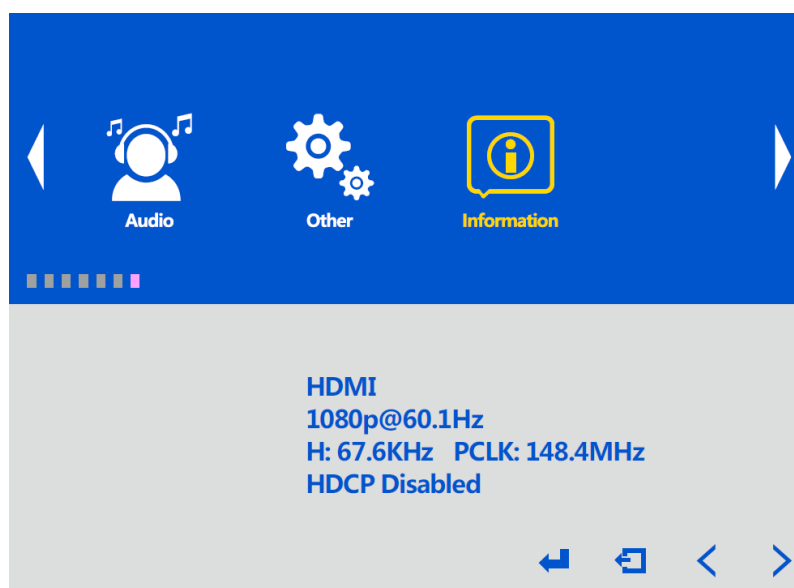 Audio
Other
Information
HDMI
1080p@60.1Hz
H: 67.6KHz PCLK: 148.4MHz
HDCP Disabled